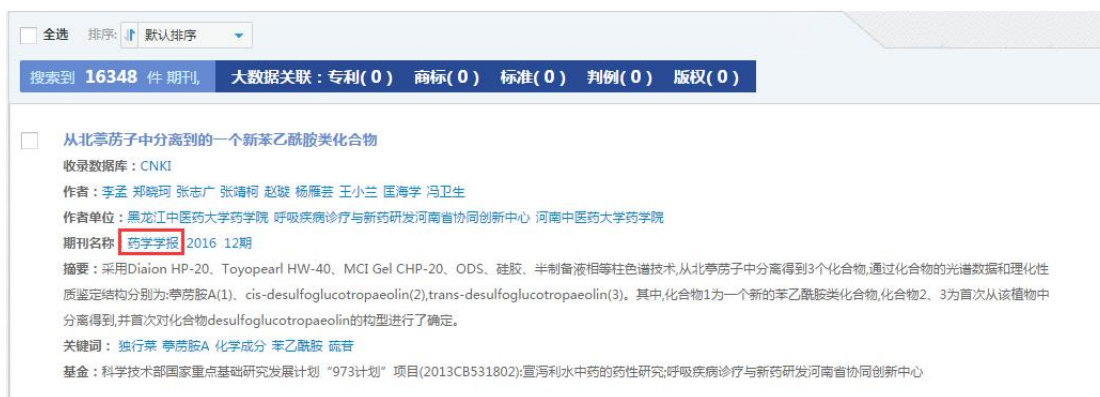 全选 排序: 默认排序
搜索到 16348 件 期刊, 大数据关联：专利( 0 ) 商标( 0 ) 标准( 0 ) 判例( 0 ) 版权( 0 )
从北葶苈子中分离到的一个新苯乙酰胺类化合物
收录数据库：CNKI
作者：李孟 郑晓珂 张志广 张靖柯 赵璇 杨雁芸 王小兰 匡海学 冯卫生
作者单位：黑龙江中医药大学药学院 呼吸疾病诊疗与新药研发河南省协同创新中心 河南中医药大学药学院
期刊名称：药学学报 2016 12期
摘要：采用Diaion HP-20、Toyopearl HW-40、MCI Gel CHP-20、ODS、硅胶、半制备液相等柱色谱技术,从北葶苈子中分离得到3个化合物,通过化合物的光谱数据和理化性
质鉴定结构分别为:葶苈胺A(1)、cis-desulfoglucotropaeolin(2),trans-desulfoglucotropaeolin(3)。其中,化合物1为一个新的苯乙酰胺类化合物,化合物2、3为首次从该植物中
分离得到,并首次对化合物desulfoglucotropaeolin的构型进行了确定。
关键词： 独行菜 葶苈胺A 化学成分 苯乙酰胺 硫苷
基金：科学技术部国家重点基础研究发展计划“973计划”项目(2013CB531802):宣泻利水中药的药性研究;呼吸疾病诊疗与新药研发河南省协同创新中心